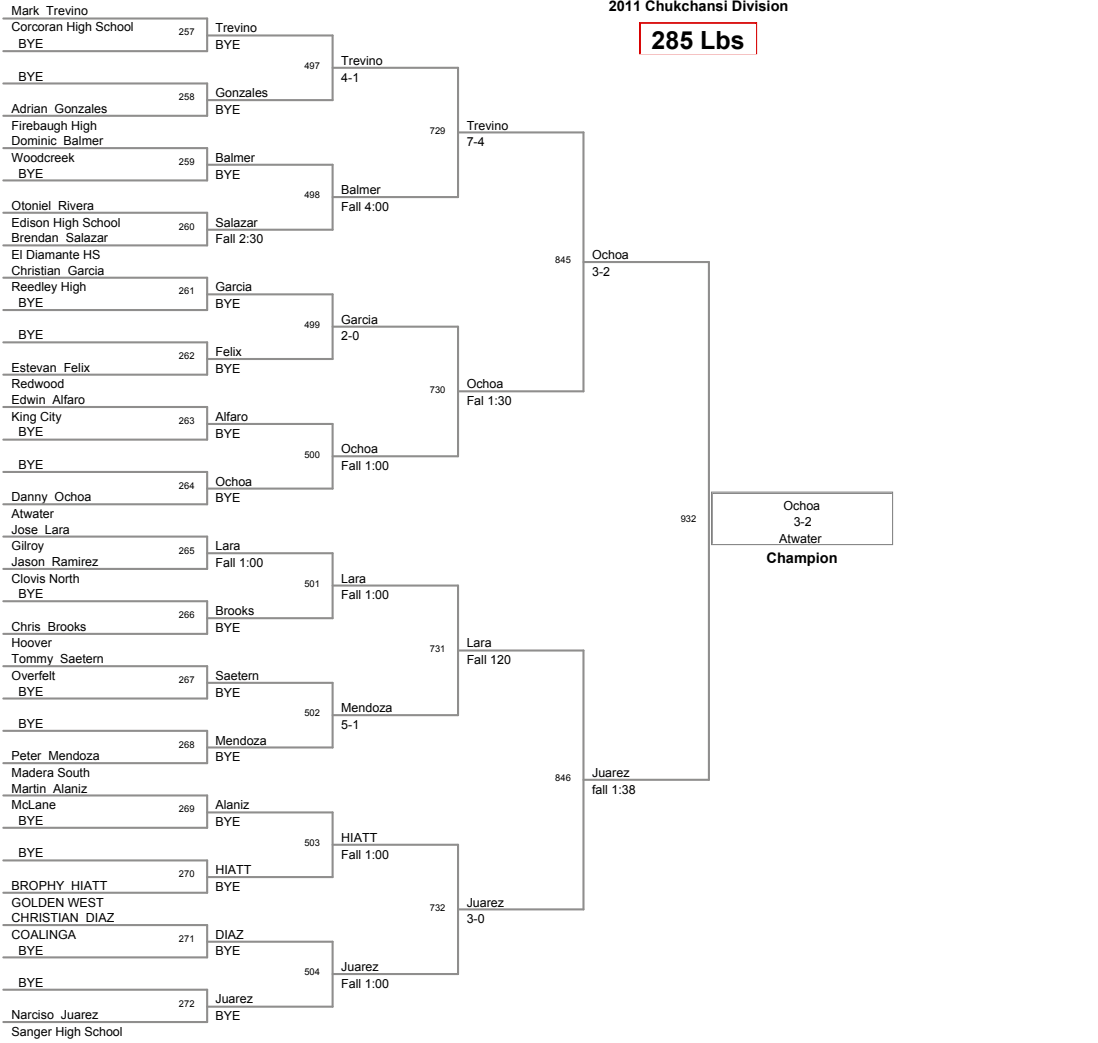 2011 Chukchansi Division
285 Lbs
Mark Trevino
Corcoran High School
BYE
257
Trevino
BYE
497
Trevino
4-1
BYE
258
Gonzales
BYE
Adrian Gonzales
Firebaugh High
729
Trevino
7-4
Dominic Balmer
Woodcreek
BYE
259
Balmer
BYE
498
Balmer
Fall 4:00
Otoniel Rivera
Edison High School
Brendan Salazar
El Diamante HS
260
Salazar
Fall 2:30
845
Ochoa
3-2
Christian Garcia
Reedley High
BYE
261
Garcia
BYE
499
Garcia
2-0
BYE
262
Felix
BYE
Estevan Felix
Redwood
730
Ochoa
Fal 1:30
Edwin Alfaro
King City
BYE
263
Alfaro
BYE
500
Ochoa
Fall 1:00
BYE
264
Ochoa
BYE
Danny Ochoa
Atwater
932
Ochoa
3-2
Atwater
Champion
Jose Lara
Gilroy
Jason Ramirez
Clovis North
265
Lara
Fall 1:00
501
Lara
Fall 1:00
BYE
266
Brooks
BYE
Chris Brooks
Hoover
731
Lara
Fall 120
Tommy Saetern
Overfelt
BYE
267
Saetern
BYE
502
Mendoza
5-1
BYE
268
Mendoza
BYE
Peter Mendoza
Madera South
846
Juarez
fall 1:38
Martin Alaniz
McLane
BYE
269
Alaniz
BYE
503
HIATT
Fall 1:00
BYE
270
HIATT
BYE
BROPHY HIATT
GOLDEN WEST
732
Juarez
3-0
CHRISTIAN DIAZ
COALINGA
BYE
271
DIAZ
BYE
504
Juarez
Fall 1:00
BYE
272
Juarez
BYE
Narciso Juarez
Sanger High School